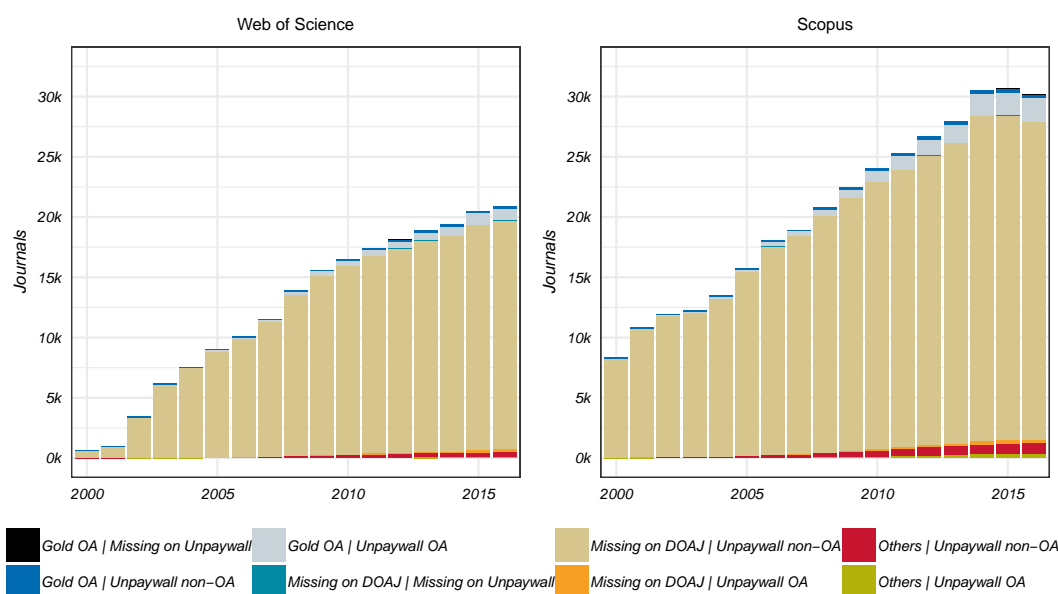 Web of Science
Scopus
Journals
30k
25k
20k
15k
10k
5k
0k
2000
2005
2010
2015
Journals
30k
25k
20k
15k
10k
5k
0k
2000
2005
2010
2015
Gold OA | Missing on Unpaywall
Gold OA | Unpaywall OA
Missing on DOAJ | Unpaywall non−OA
Others | Unpaywall non−OA
Gold OA | Unpaywall non−OA
Missing on DOAJ | Missing on Unpaywall
Missing on DOAJ | Unpaywall OA
Others | Unpaywall OA